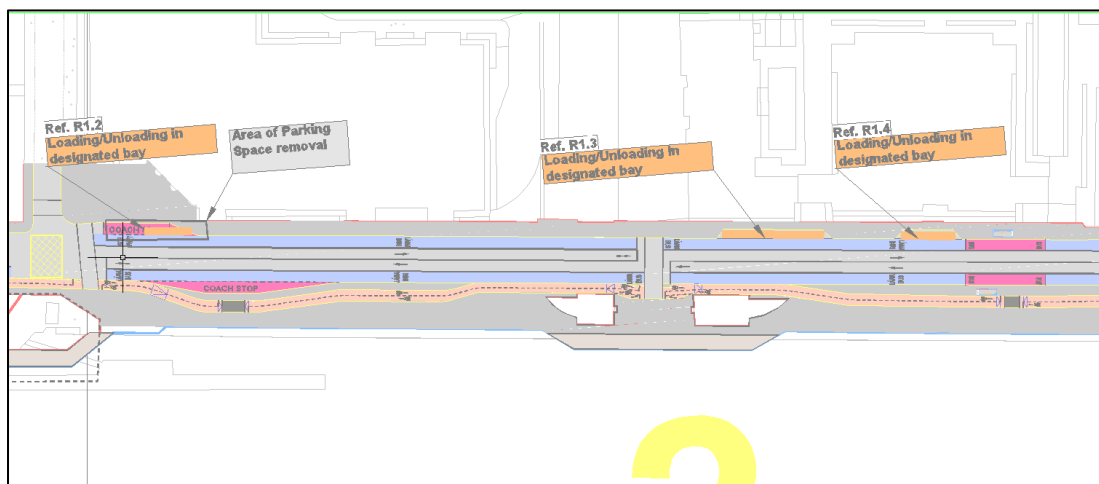 Ref. R1.2
Loading/Unloading in
designated bay
Area of Parking
Space removal
Ref. R1.3
Loading/Unloading in
designated bay
Ref. R1.4
Loading/Unloading in
designated bay
COACH
COACH STOP
?